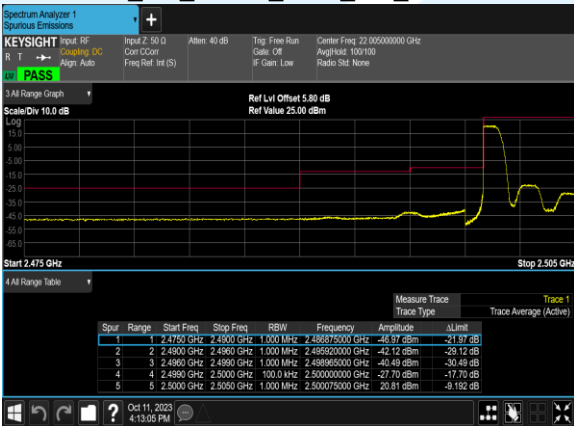 Spectrum Analyzer 1
Spurious Emissions
+
KEYSIGHT Input: RF Input Z: 50 Ω Atten: 40 dB Trig: Free Run Center Freq: 22.005000000 GHz
R T Coupling: DC Corr CCorr Gate: Off Avg|Hold: 100/100
Align: Auto Freq Ref: Int (S) IF Gain: Low Radio Std: None
PASS
3 All Range Graph
Ref Lvl Offset 5.80 dB
Scale/Div 10.0 dB Ref Value 25.00 dBm
Log
15.0
5.00
-5.00
-15.0
-25.0
-35.0
-45.0
-55.0
-65.0
Start 2.475 GHz Stop 2.505 GHz
4 All Range Table
Measure Trace Trace 1
Trace Type Trace Average (Active)
Spur Range Start Freq Stop Freq RBW Frequency Amplitude ΔLimit
1 1 2.4750 GHz 2.4900 GHz 1.000 MHz 2.486875000 GHz -46.97 dBm -21.97 dB
2 2 2.4900 GHz 2.4960 GHz 1.000 MHz 2.495920000 GHz -42.12 dBm -29.12 dB
3 3 2.4960 GHz 2.4990 GHz 1.000 MHz 2.498965000 GHz -40.49 dBm -30.49 dB
4 4 2.4990 GHz 2.5000 GHz 100.0 kHz 2.500000000 GHz -27.70 dBm -17.70 dB
5 5 2.5000 GHz 2.5050 GHz 1.000 MHz 2.500075000 GHz 20.81 dBm -9.192 dB
? Oct 11, 2023
4:13:05 PM